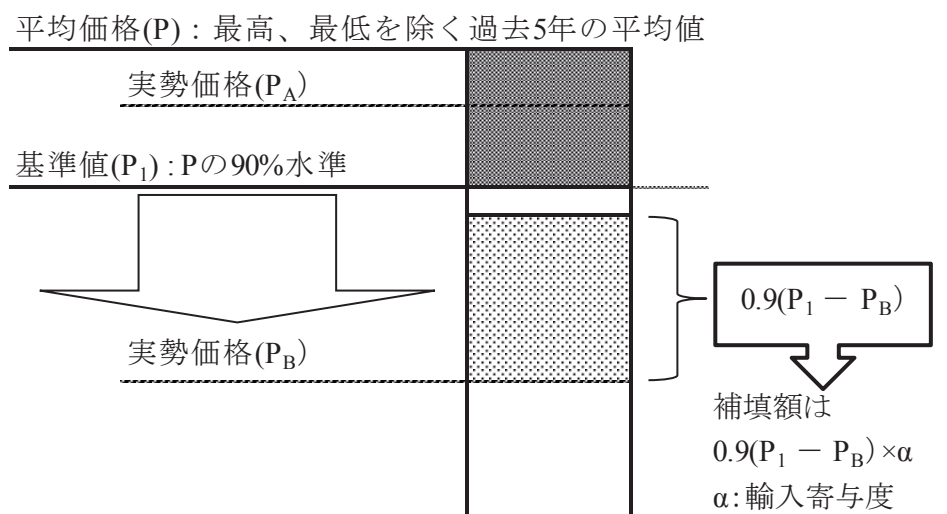 平均価格(P)：最高、最低を除く過去5年の平均値
実勢価格(P_A)
基準値(P_1)：Pの90%水準
実勢価格(P_B)
0.9(P_1 － P_B)
補填額は
0.9(P_1 － P_B)×α
α:輸入寄与度